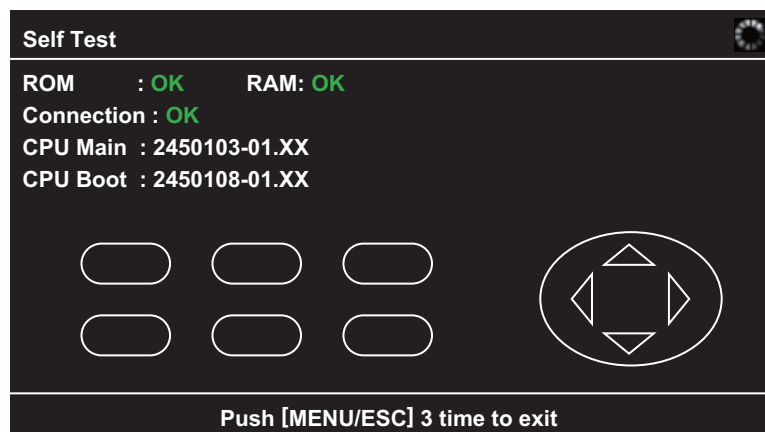 Self Test
ROM : OK RAM: OK
Connection : OK
CPU Main : 2450103-01.XX
CPU Boot : 2450108-01.XX
Push [MENU/ESC] 3 time to exit